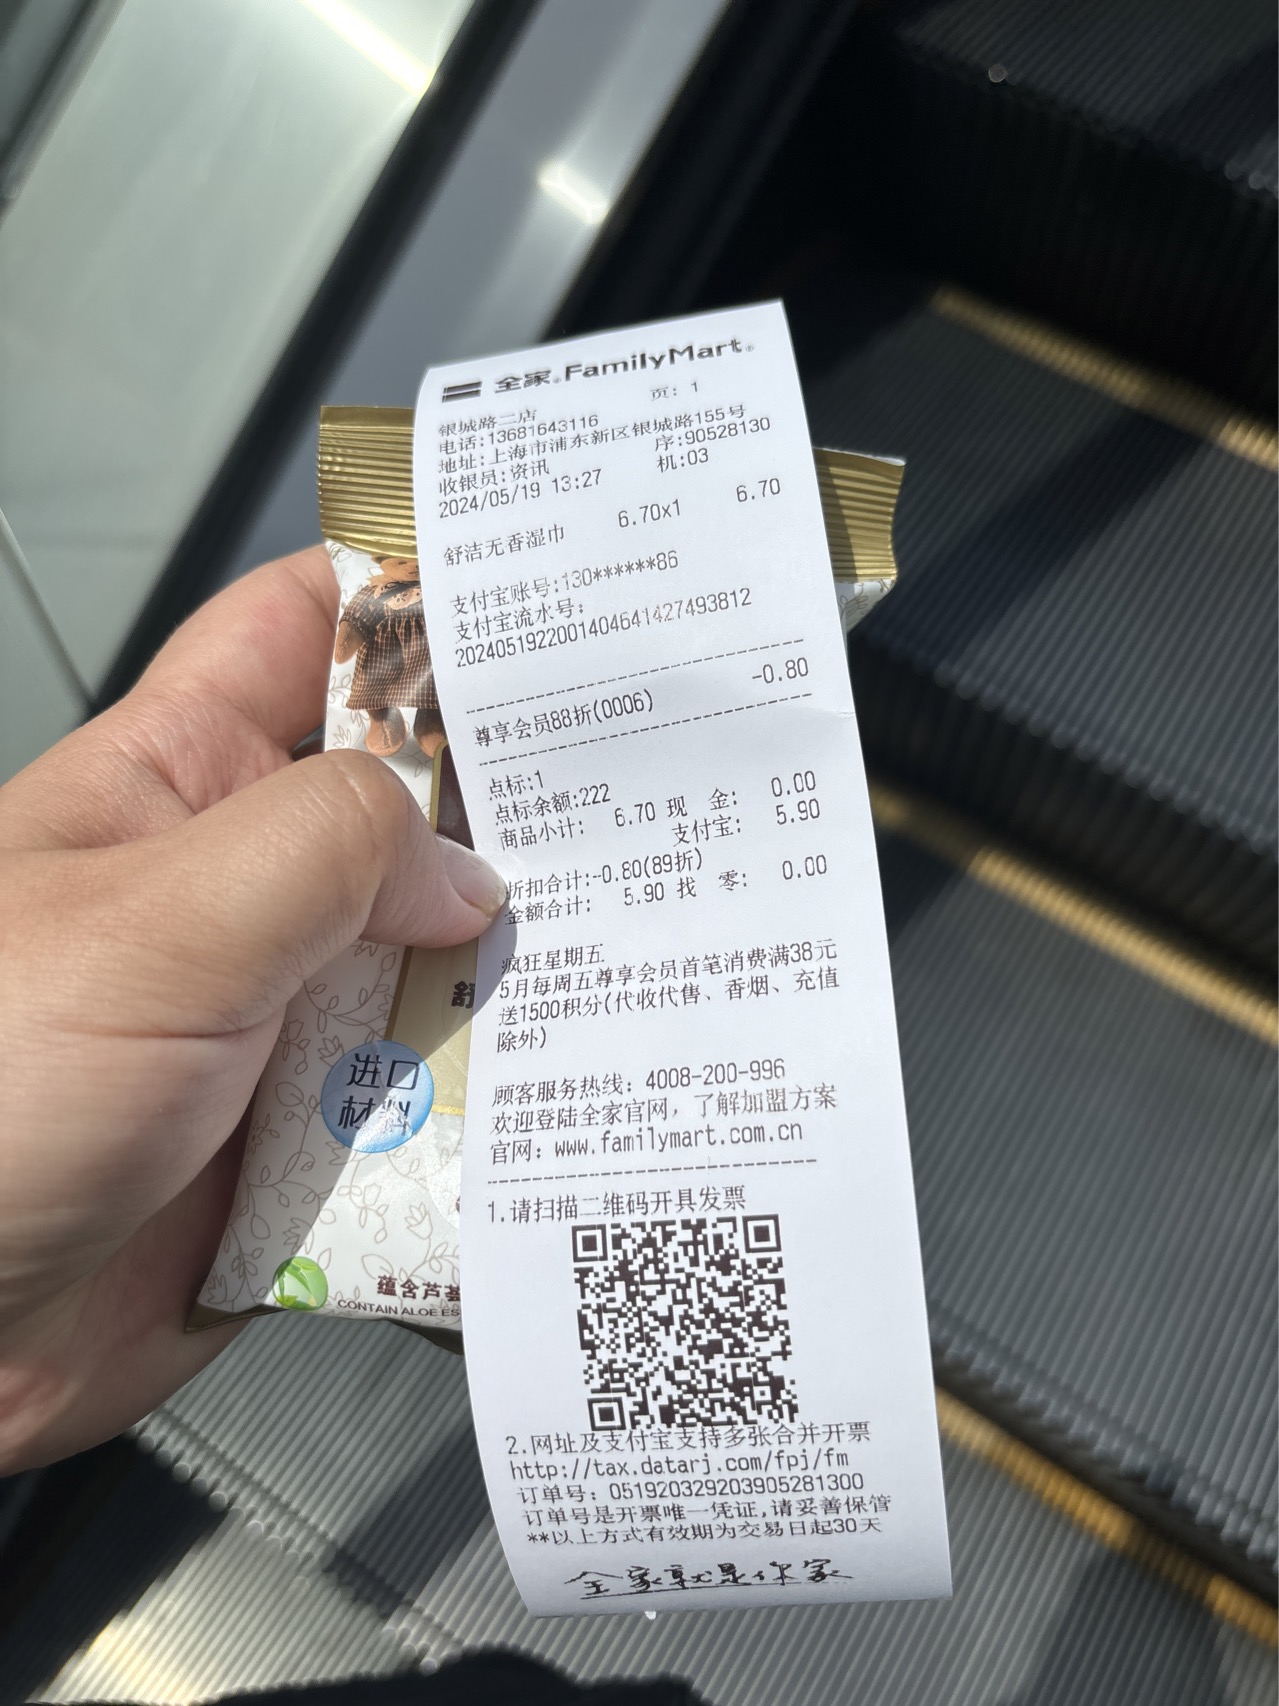 全家 FamilyMart
页: 1
银城路二店
电话:13681643116
地址:上海市浦东新区银城路155号
收银员:资讯 序:90528130
2024/05/19 13:27 机:03
舒洁无香湿巾 6.70x1 6.70
支付宝账号:130******86
支付宝流水号:
2024051922001404641427493812
尊享会员88折(0006) -0.80
点标:1
点标余额:222
商品小计: 6.70 现 金: 0.00
支付宝: 5.90
折扣合计:-0.80(89折)
金额合计: 5.90 找 零: 0.00
疯狂星期五
5月每周五尊享会员首笔消费满38元
送1500积分(代收代售、香烟、充值
除外)
顾客服务热线: 4008-200-996
欢迎登陆全家官网，了解加盟方案
官网: www.familymart.com.cn
1.请扫描二维码开具发票
2.网址及支付宝支持多张合并开票
http://tax.datarj.com/fpj/fm
订单号: 051920329203905281300
订单号是开票唯一凭证,请妥善保管
**以上方式有效期为交易日起30天
全家就是你家
舒
进口
材料
蕴含芦荟
CONTAIN ALOE ES